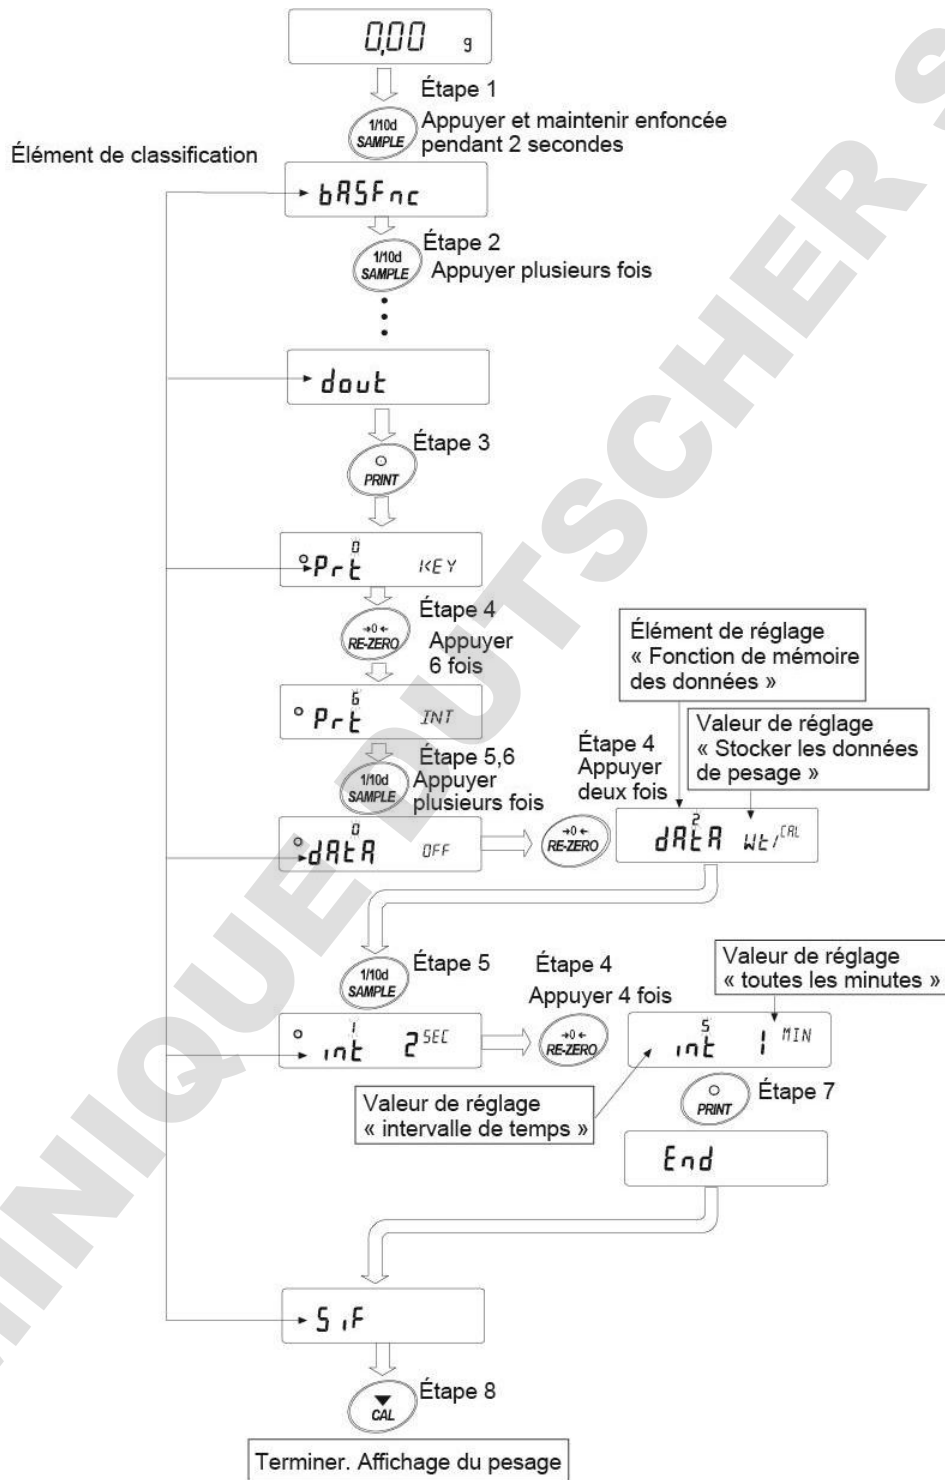 0,00 g
Étape 1
1/10d
SAMPLE
Appuyer et maintenir enfoncée
pendant 2 secondes
Élément de classification
bASFnc
Étape 2
1/10d
SAMPLE
Appuyer plusieurs fois
dout
Étape 3
PRINT
0
Prt KEY
Étape 4
→0←
RE-ZERO
Appuyer
6 fois
6
Prt INT
Étape 5,6
1/10d
SAMPLE
Appuyer
plusieurs fois
0
dAtA OFF
Étape 4
Appuyer
deux fois
→0←
RE-ZERO
Élément de réglage
« Fonction de mémoire
des données »
Valeur de réglage
« Stocker les données
de pesage »
2
dAtA Wt/CAL
1/10d
SAMPLE
Étape 5
1
int 2 SEC
Étape 4
Appuyer 4 fois
→0←
RE-ZERO
Valeur de réglage
« toutes les minutes »
5
int 1 MIN
Valeur de réglage
« intervalle de temps »
PRINT
Étape 7
End
SiF
Étape 8
CAL
Terminer. Affichage du pesage
HNIQUE DUTSCHER S